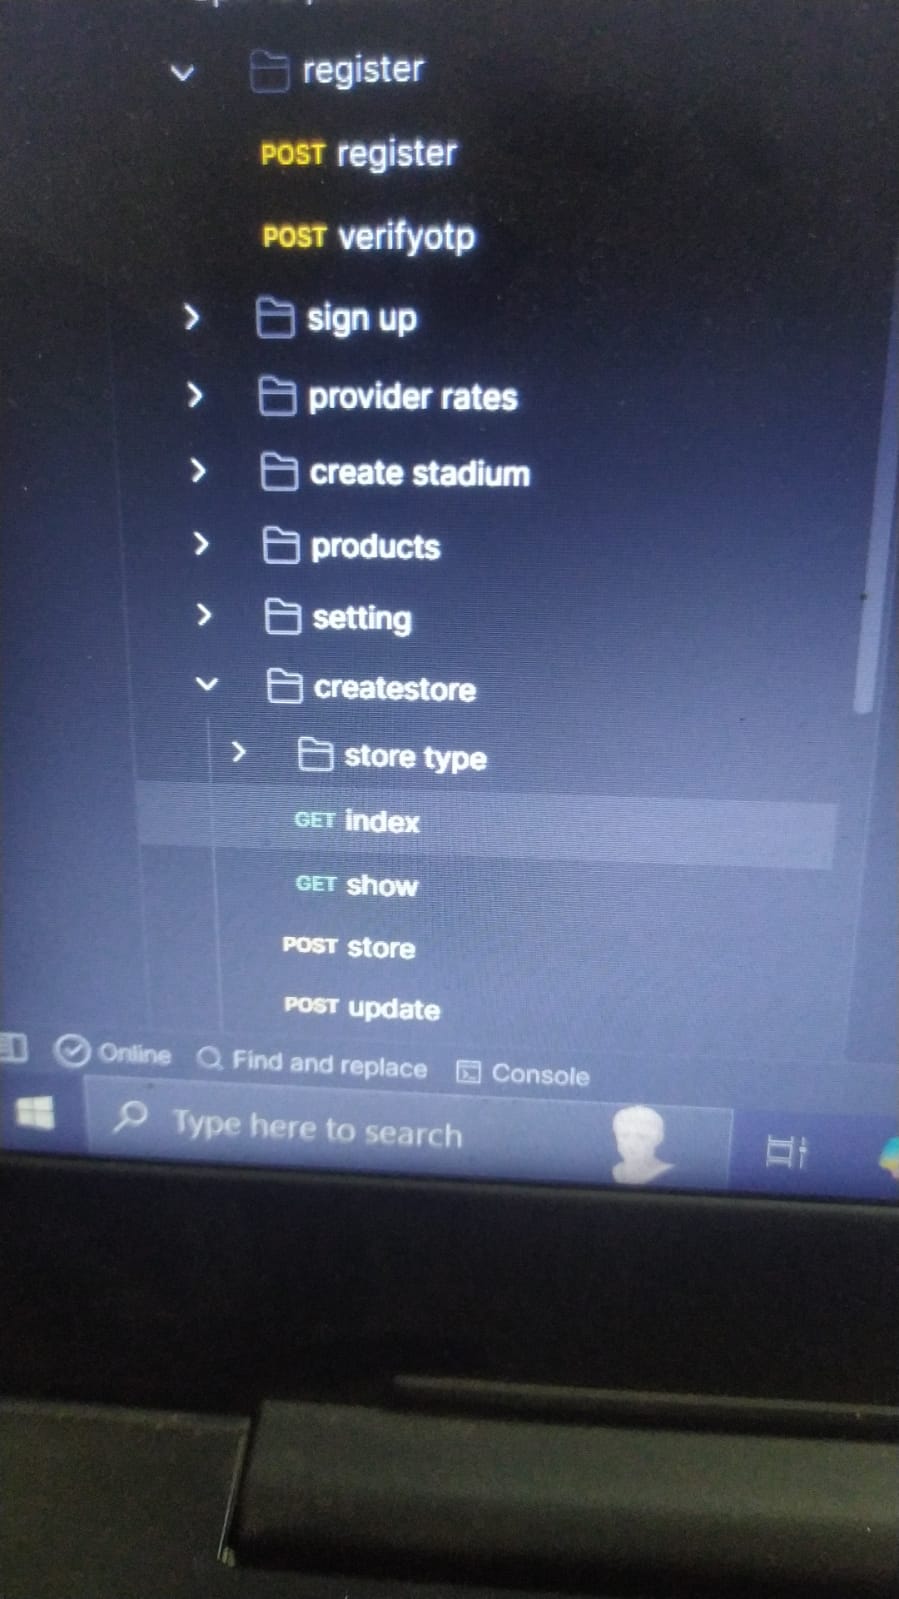 register
POST register
POST verifyotp
sign up
provider rates
create stadium
products
setting
createstore
store type
GET index
GET show
POST store
POST update
Online Find and replace Console
Type here to search